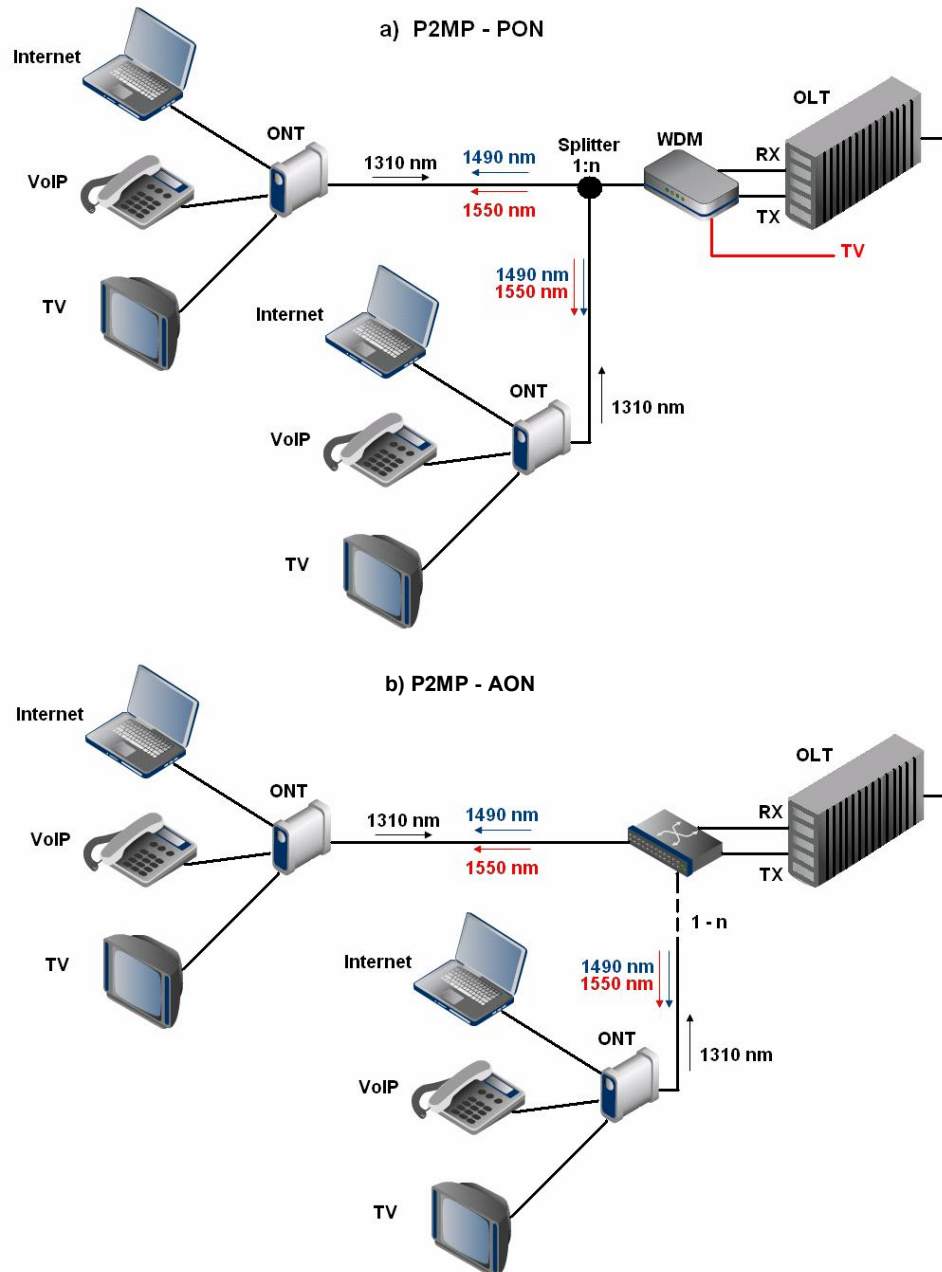 a) P2MP - PON
Internet
OLT
ONT
Splitter
1:n
WDM
RX
1310 nm
1490 nm
1550 nm
VoIP
TX
TV
TV
1490 nm
1550 nm
Internet
ONT
1310 nm
VoIP
TV
b) P2MP - AON
Internet
OLT
ONT
RX
1310 nm
1490 nm
1550 nm
VoIP
TX
1 - n
TV
Internet
1490 nm
1550 nm
ONT
1310 nm
VoIP
TV